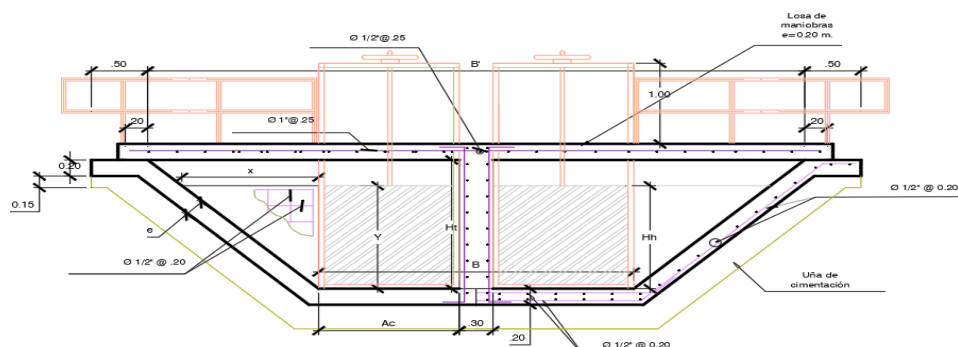 Losa de
maniobras
e=0.20 m.
Ø 1/2"@.25
.50
B'
.50
1.00
.20
Ø 1"@.25
.20
0.20
x
0.15
Y
Ht
Hh
Ø 1/2" @ 0.20
e
B
Ø 1/2" @ .20
Uña de
cimentación
Ac
.30
.20
Ø 1/2" @ 0.20